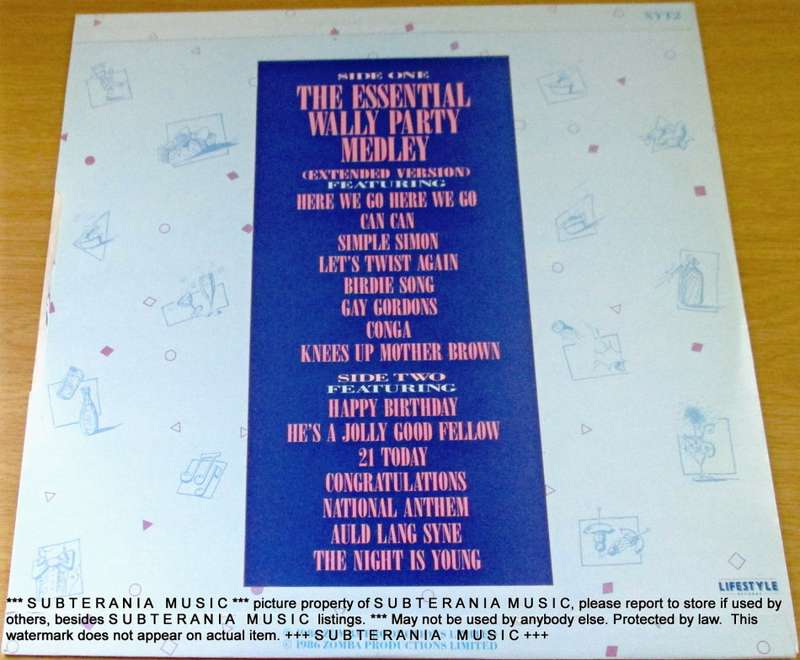 XYT2
SIDE ONE
THE ESSENTIAL
WALLY PARTY
MEDLEY
(EXTENDED VERSION)
FEATURING
HERE WE GO HERE WE GO
CAN CAN
SIMPLE SIMON
LET'S TWIST AGAIN
BIRDIE SONG
GAY GORDONS
CONGA
KNEES UP MOTHER BROWN
SIDE TWO
FEATURING
HAPPY BIRTHDAY
HE'S A JOLLY GOOD FELLOW
21 TODAY
CONGRATULATIONS
NATIONAL ANTHEM
AULD LANG SYNE
THE NIGHT IS YOUNG
LIFESTYLE
*** S U B T E R A N I A M U S I C *** picture property of S U B T E R A N I A M U S I C, please report to store if used by
others, besides S U B T E R A N I A M U S I C listings. *** May not be used by anybody else. Protected by law. This
watermark does not appear on actual item. +++ S U B T E R A N I A M U S I C +++
© 1986 ZOMBA PRODUCTIONS LIMITED